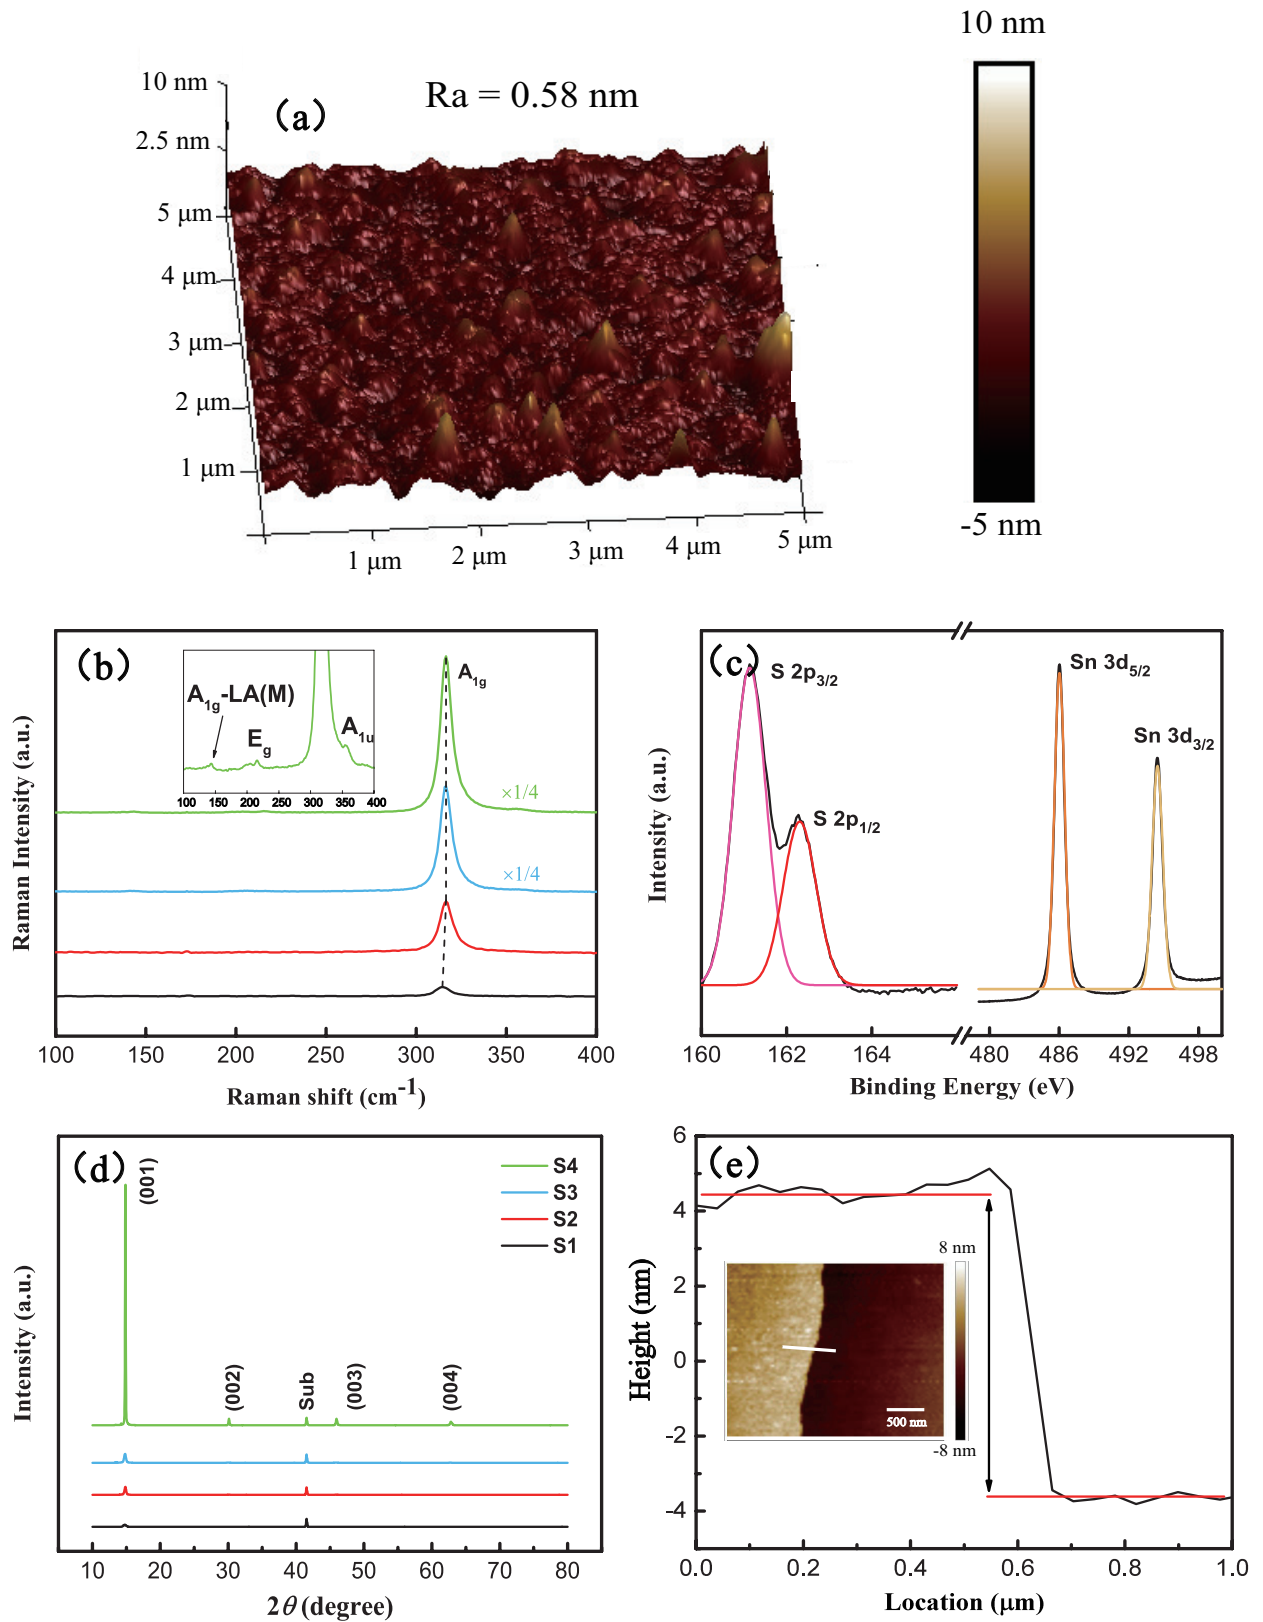 10 nm
Ra = 0.58 nm
(a)
10 nm
2.5 nm
5 μm
4 μm
3 μm
2 μm
1 μm
1 μm
2 μm
3 μm
4 μm
5 μm
-5 nm
(b)
A1g-LA(M)
Eg
A1u
100 150 200 250 300 350 400
A1g
×1/4
×1/4
Raman Intensity (a.u.)
100 150 200 250 300 350 400
Raman shift (cm-1)
(c)
S 2p3/2
S 2p1/2
Sn 3d5/2
Sn 3d3/2
Intensity (a.u.)
160 162 164 480 486 492 498
Binding Energy (eV)
(d)
(001)
(002)
Sub
(003)
(004)
S4
S3
S2
S1
Intensity (a.u.)
10 20 30 40 50 60 70 80
2θ (degree)
(e)
6
4
2
0
-2
-4
Height (nm)
8 nm
500 nm
-8 nm
0.0 0.2 0.4 0.6 0.8 1.0
Location (μm)